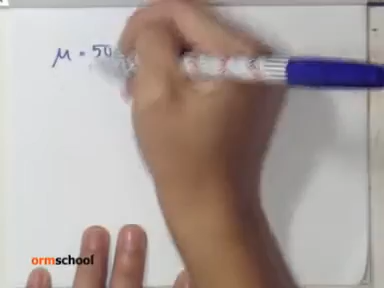 μ = 50
ormschool